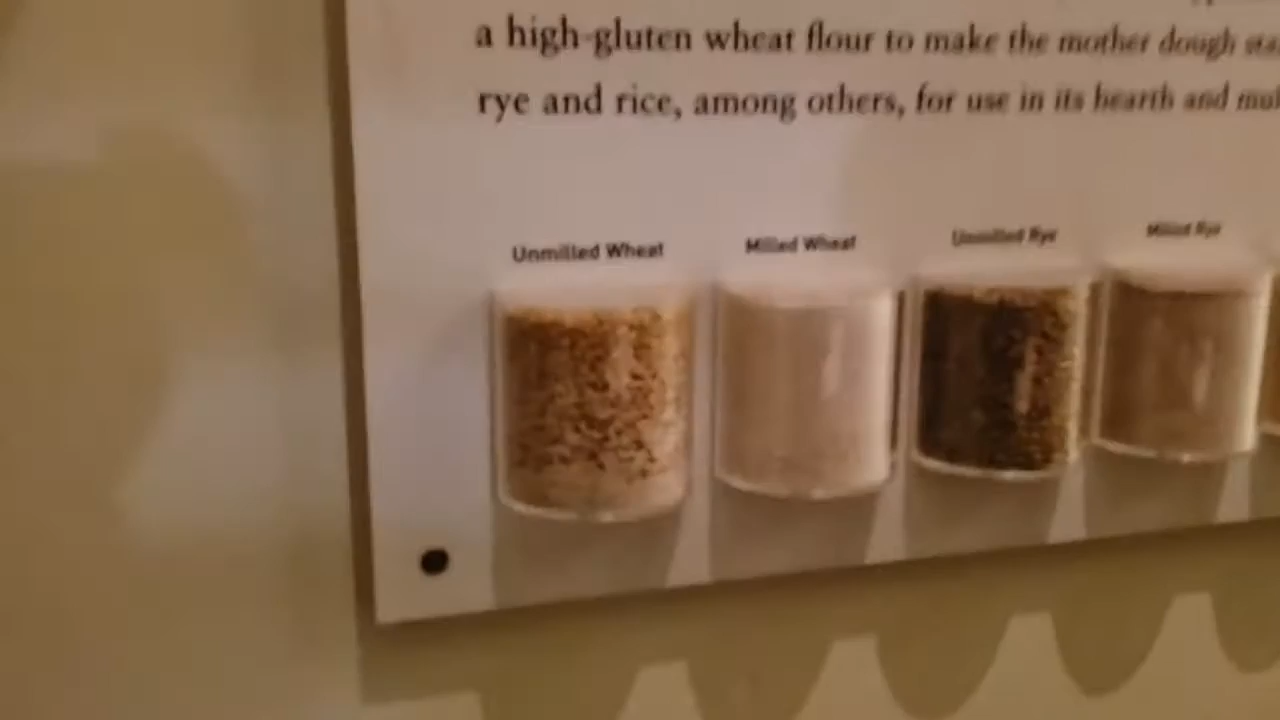 a high-gluten wheat flour to make the mother dough
rye and rice, among others, for use in its hearth and
Unmilled Wheat
Milled Wheat
Unmilled Rye
Milled Rye